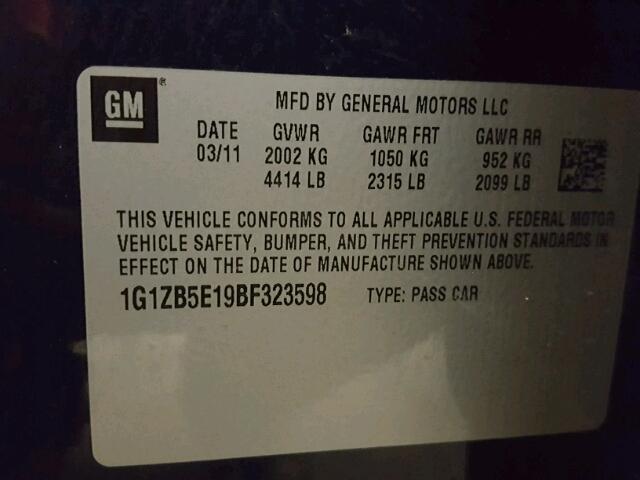 GM ®
MFD BY GENERAL MOTORS LLC
DATE GVWR GAWR FRT GAWR RR
03/11 2002 KG 1050 KG 952 KG
4414 LB 2315 LB 2099 LB
THIS VEHICLE CONFORMS TO ALL APPLICABLE U.S. FEDERAL MOTOR
VEHICLE SAFETY, BUMPER, AND THEFT PREVENTION STANDARDS IN
EFFECT ON THE DATE OF MANUFACTURE SHOWN ABOVE.
1G1ZB5E19BF323598 TYPE: PASS CAR